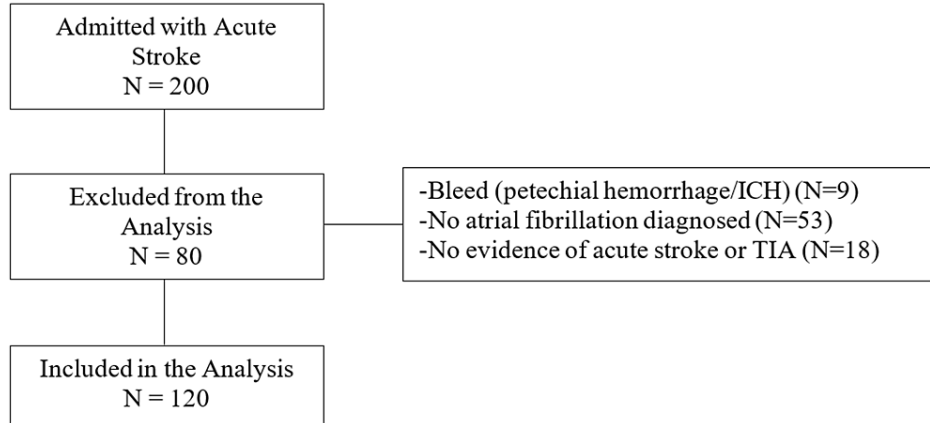 Admitted with Acute
Stroke
N = 200
Excluded from the
Analysis
N = 80
-Bleed (petechial hemorrhage/ICH) (N=9)
-No atrial fibrillation diagnosed (N=53)
-No evidence of acute stroke or TIA (N=18)
Included in the Analysis
N = 120